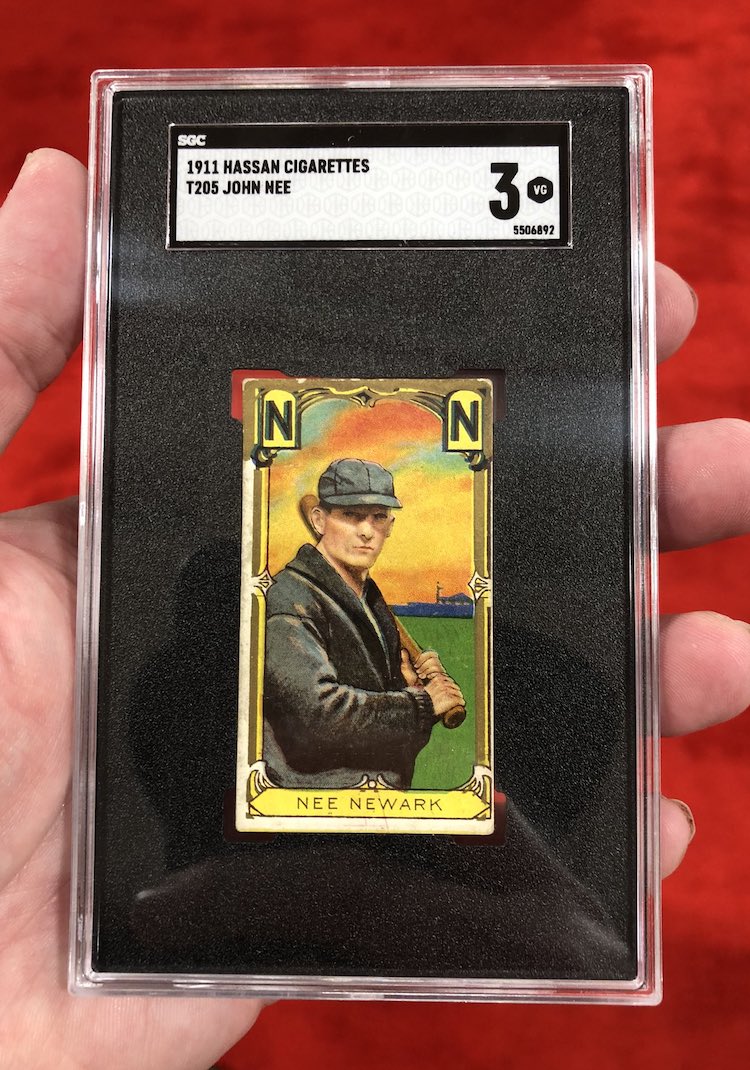 SGC
1911 HASSAN CIGARETTES
T205 JOHN NEE
3 VG
5506892
N N
NEE NEWARK